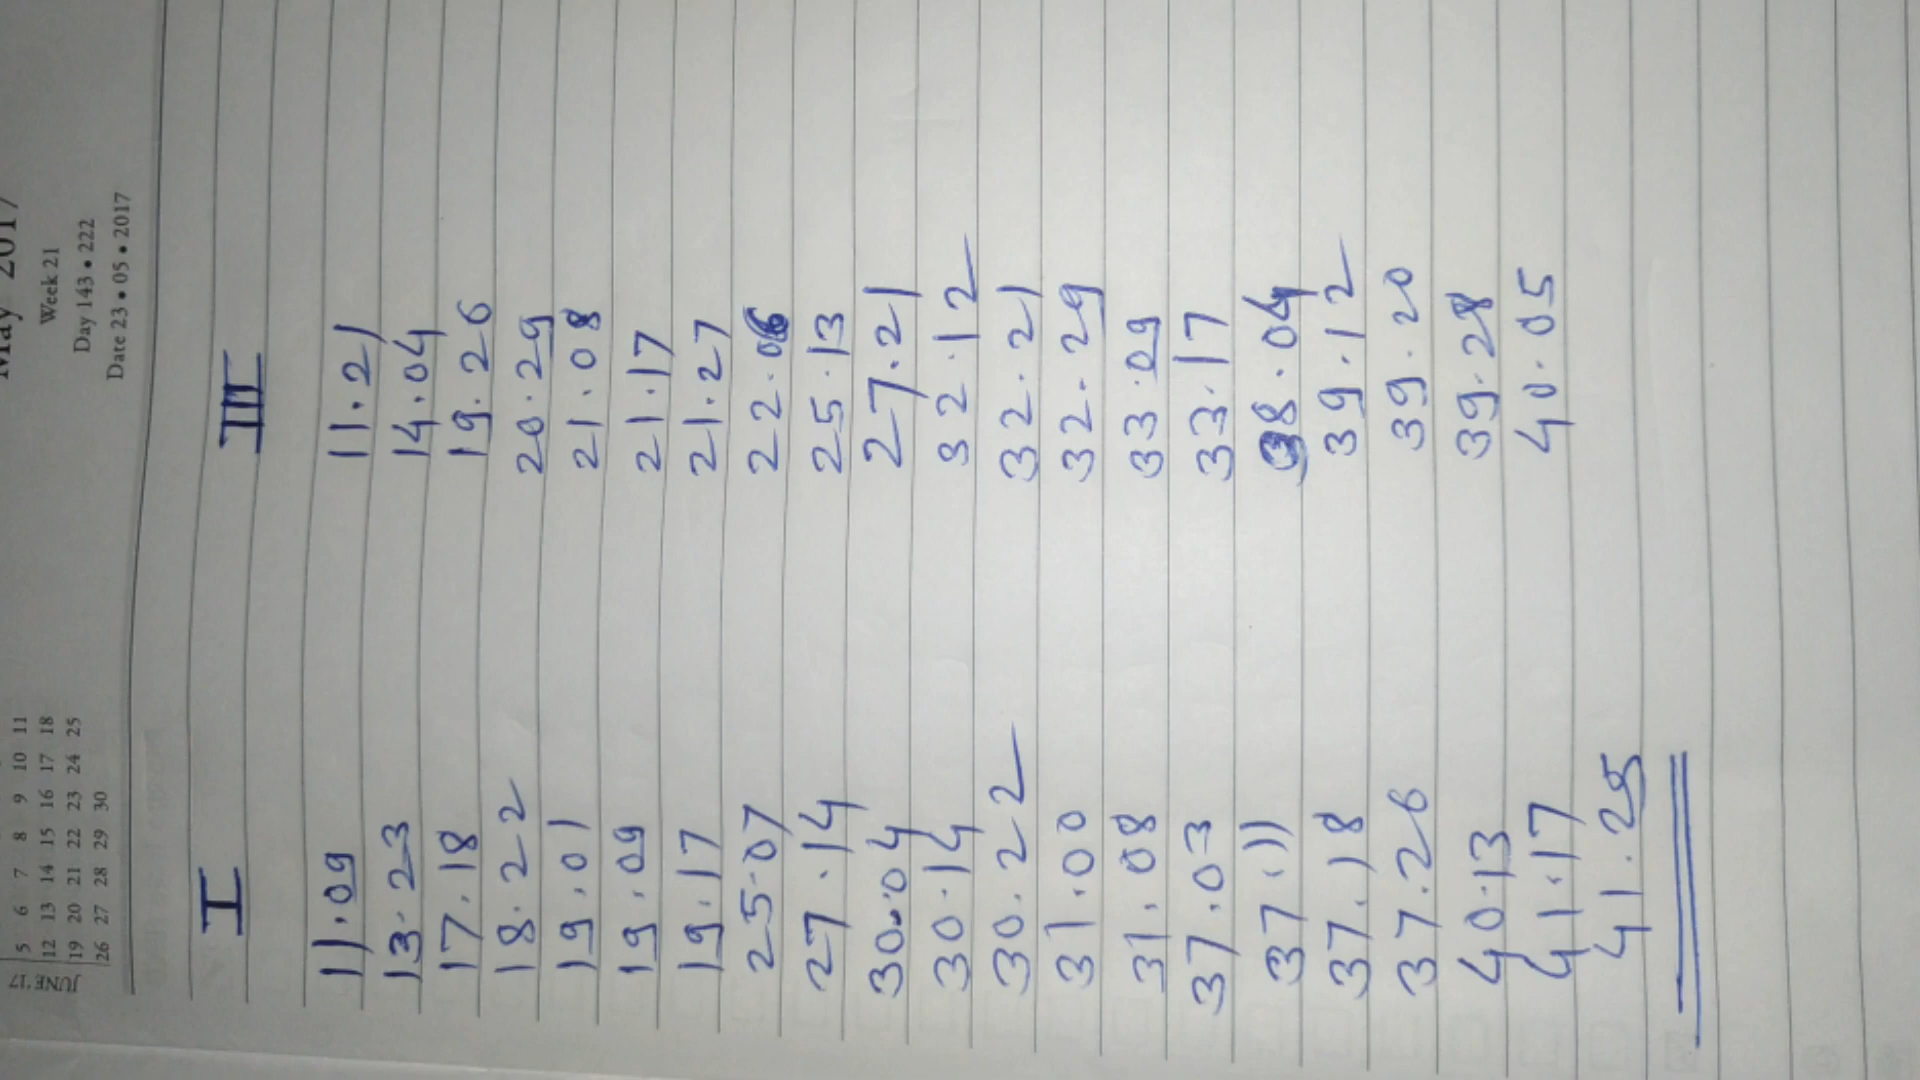 May 2017
Week 21
Day 143 • 222
Date 23 • 05 • 2017
JUNE'17
5 6 7 8 9 10 11
12 13 14 15 16 17 18
19 20 21 22 23 24 25
26 27 28 29 30
I III
11.09 11.21
13.23 14.04
17.18 19.26
18.22 20.29
19.01 21.08
19.09 21.17
19.17 21.27
25.07 22.06
27.14 25.13
30.04 27.21
30.14 32.12
30.22 32.21
31.00 32.29
31.08 33.09
37.03 33.17
37.11 38.04
37.18 39.12
37.26 39.20
40.13 39.28
41.17 40.05
41.25